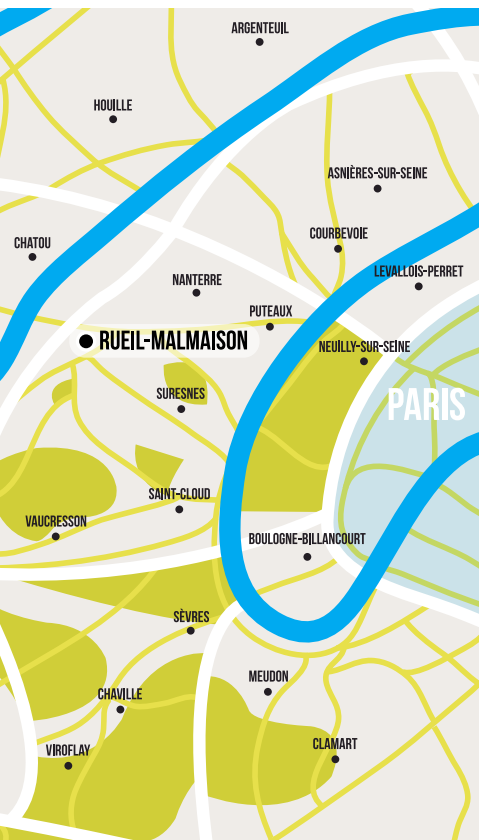 ARGENTEUIL
HOUILLE
ASNIÈRES-SUR-SEINE
COURBEVOIE
CHATOU
LEVALLOIS-PERRET
NANTERRE
PUTEAUX
RUEIL-MALMAISON
NEUILLY-SUR-SEINE
SURESNES
PARIS
SAINT-CLOUD
VAUCRESSON
BOULOGNE-BILLANCOURT
SÈVRES
MEUDON
CHAVILLE
CLAMART
VIROFLAY